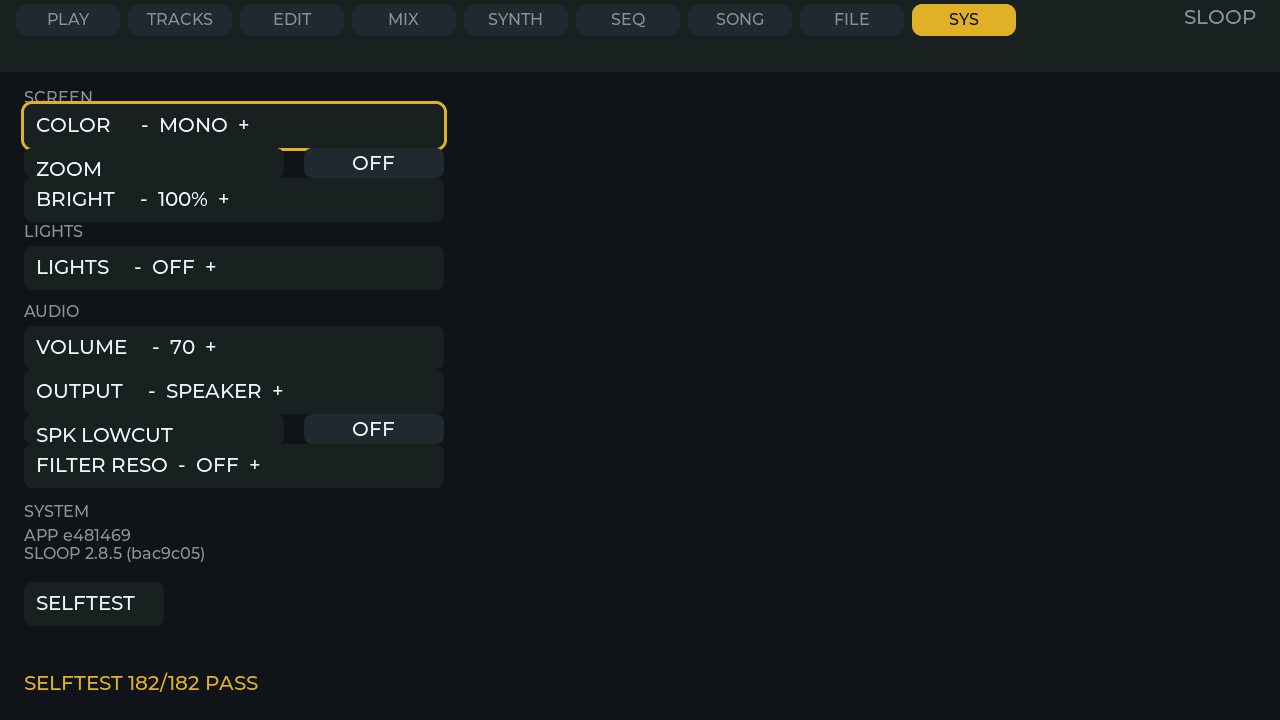 PLAY TRACKS EDIT MIX SYNTH SEQ SONG FILE SYS SLOOP
SCREEN
COLOR - MONO +
ZOOM OFF
BRIGHT - 100% +
LIGHTS
LIGHTS - OFF +
AUDIO
VOLUME - 70 +
OUTPUT - SPEAKER +
SPK LOWCUT OFF
FILTER RESO - OFF +
SYSTEM
APP e481469
SLOOP 2.8.5 (bac9c05)
SELFTEST
SELFTEST 182/182 PASS